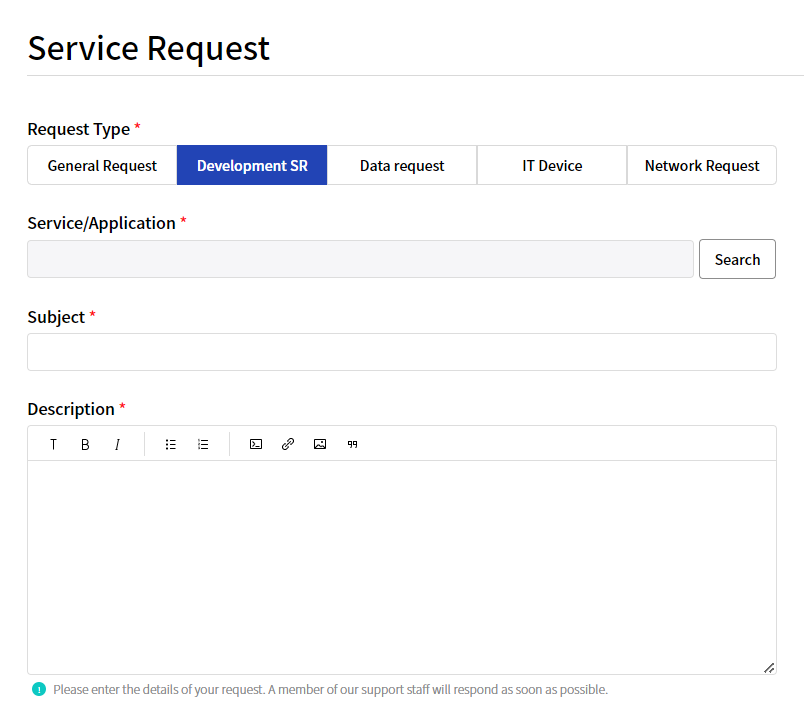 Service Request
Request Type *
General Request Development SR Data request IT Device Network Request
Service/Application *
Search
Subject *
Description *
T B I
Please enter the details of your request. A member of our support staff will respond as soon as possible.